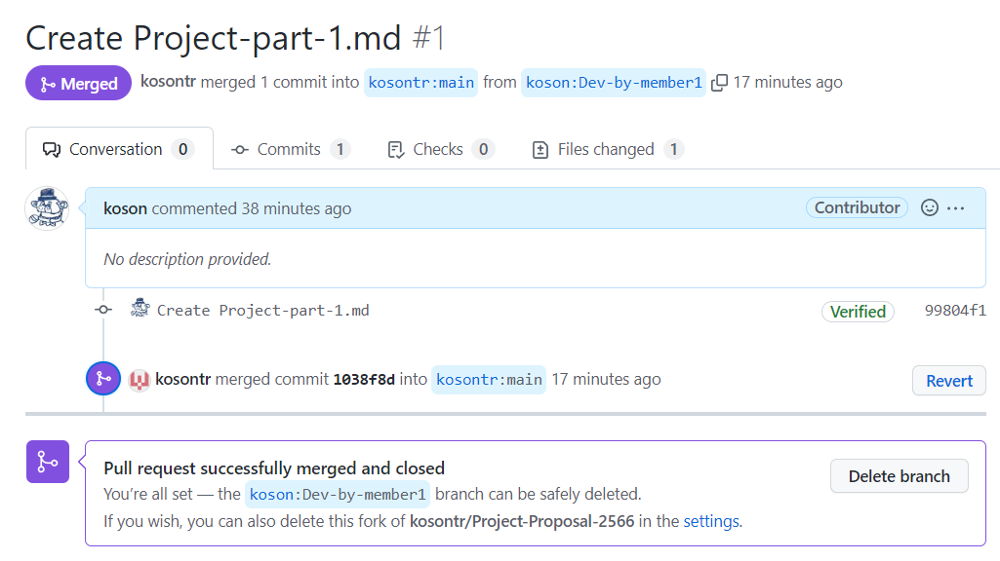 Create Project-part-1.md #1
Merged kosontr merged 1 commit into kosontr:main from koson:Dev-by-member1 17 minutes ago
Conversation 0 Commits 1 Checks 0 Files changed 1
koson commented 38 minutes ago Contributor ...
No description provided.
Create Project-part-1.md Verified 99804f1
kosontr merged commit 1038f8d into kosontr:main 17 minutes ago Revert
Pull request successfully merged and closed
You're all set — the koson:Dev-by-member1 branch can be safely deleted. Delete branch
If you wish, you can also delete this fork of kosontr/Project-Proposal-2566 in the settings.